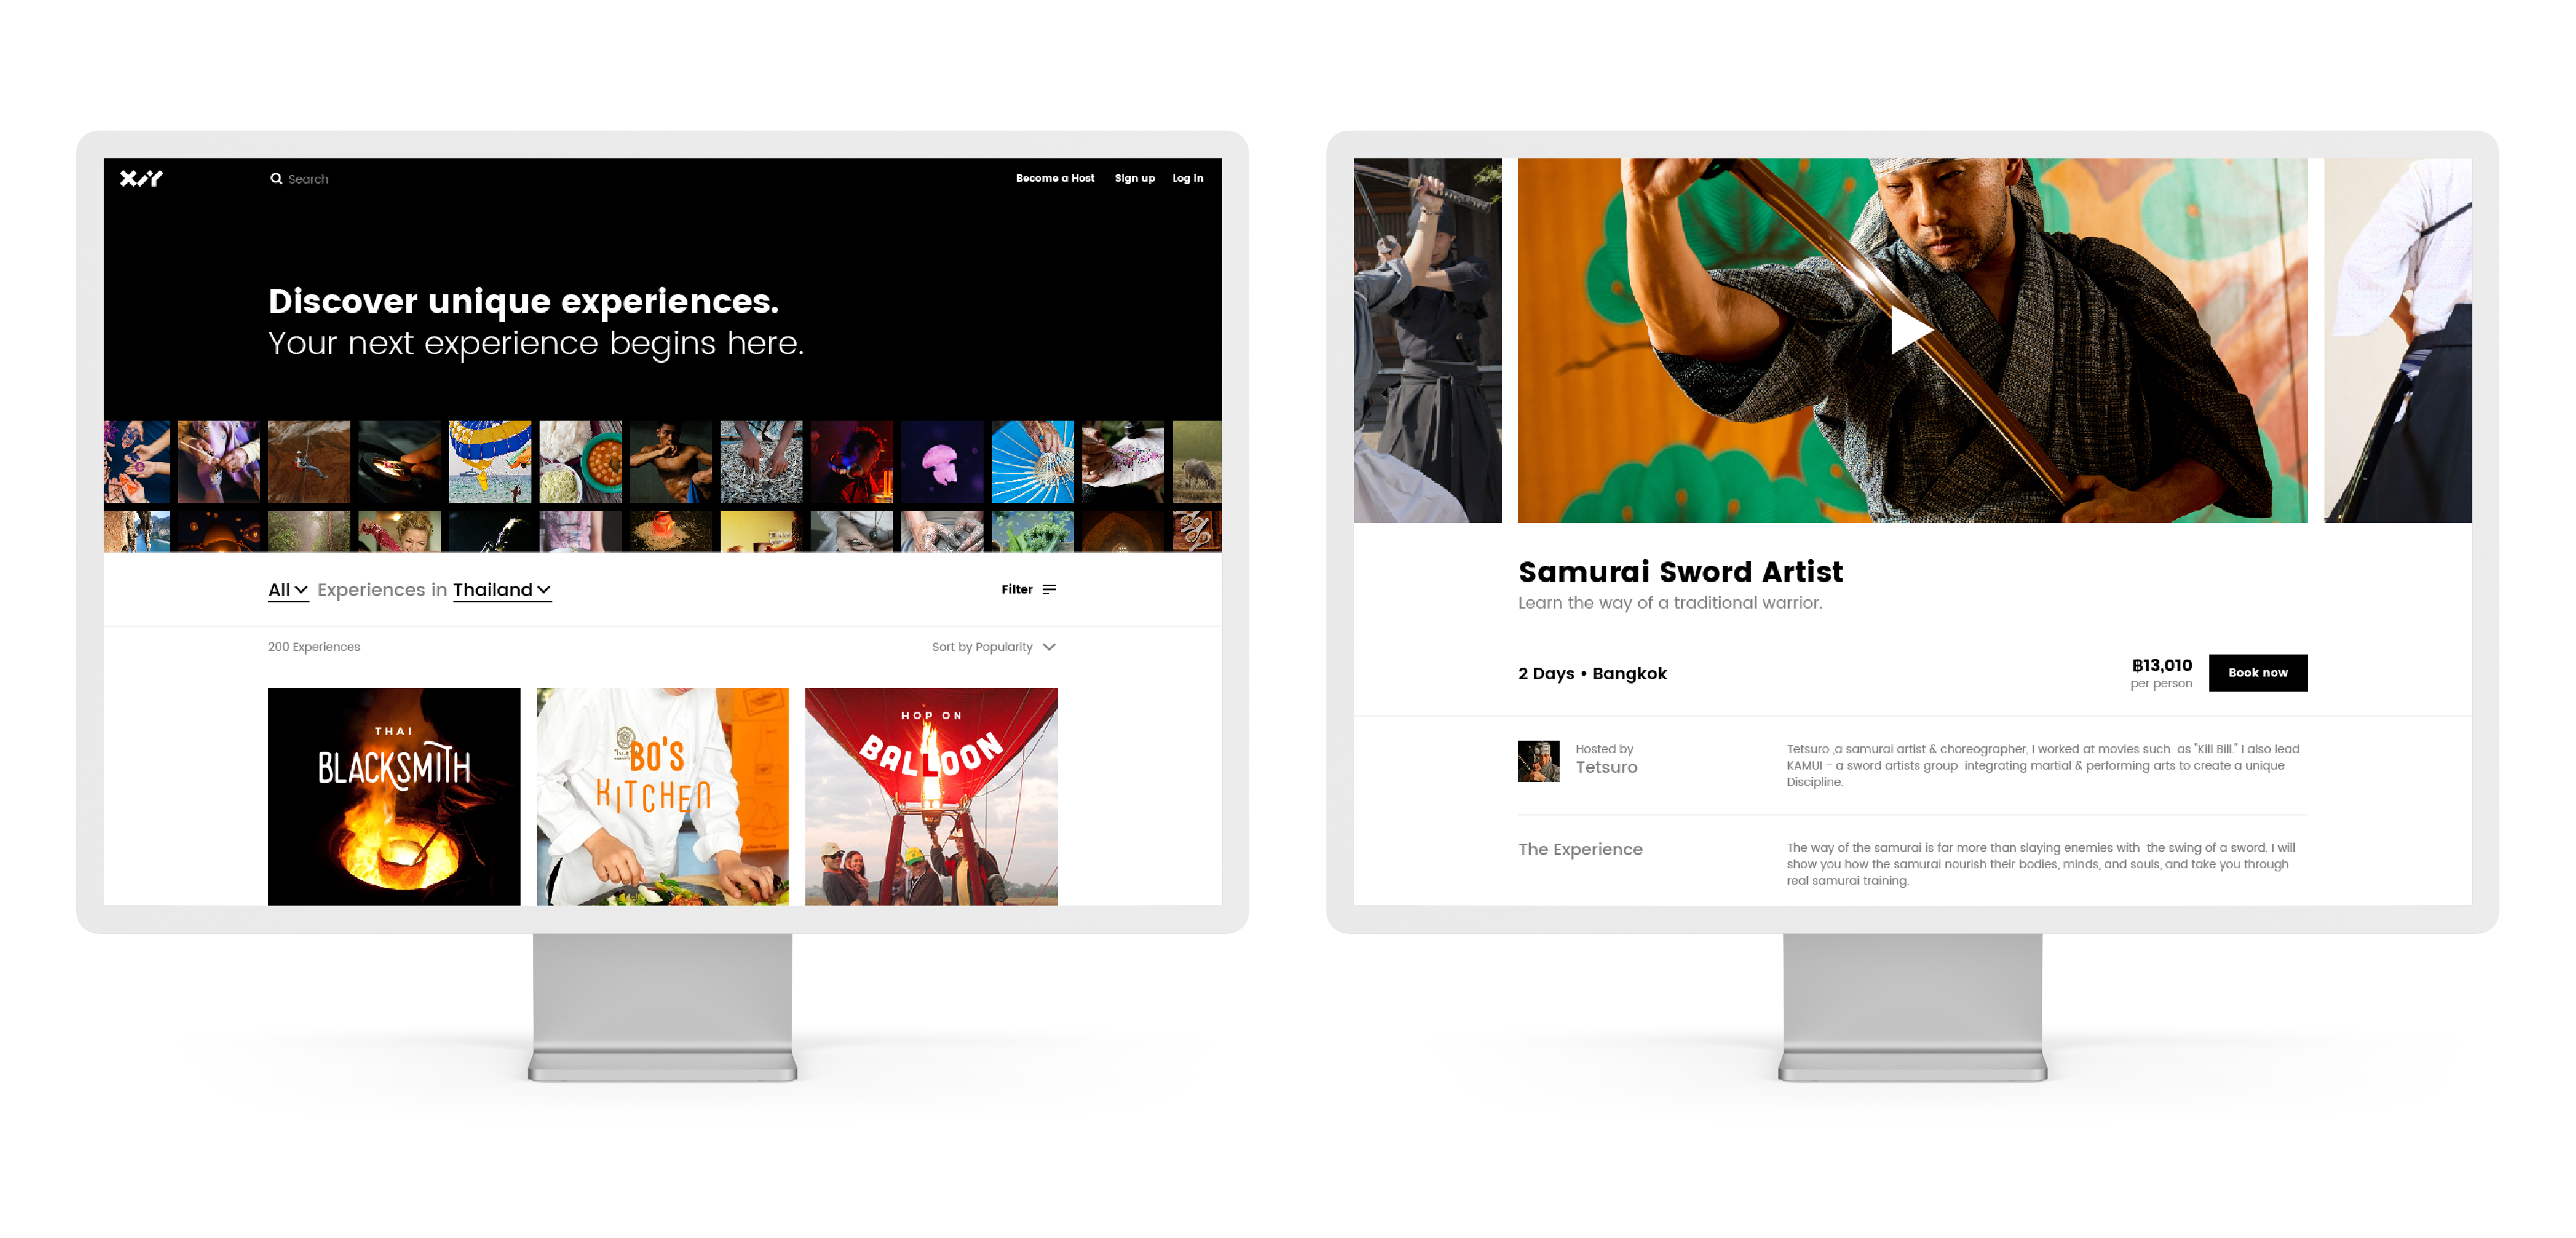 X/Y
Search
Become a Host
Sign up
Log in
Discover unique experiences.
Your next experience begins here.
All Experiences in Thailand
Filter
200 Experiences
Sort by Popularity
THAI
BLACKSMITH
BO'S
KITCHEN
HOP ON
BALLOON
Samurai Sword Artist
Learn the way of a traditional warrior.
2 Days • Bangkok
฿13,010
per person
Book now
Hosted by
Tetsuro
Tetsuro ,a samurai artist & choreographer, I worked at movies such as "Kill Bill." I also lead
KAMUI - a sword artists group integrating martial & performing arts to create a unique
Discipline.
The Experience
The way of the samurai is far more than slaying enemies with the swing of a sword. I will
show you how the samurai nourish their bodies, minds, and souls, and take you through
real samurai training.